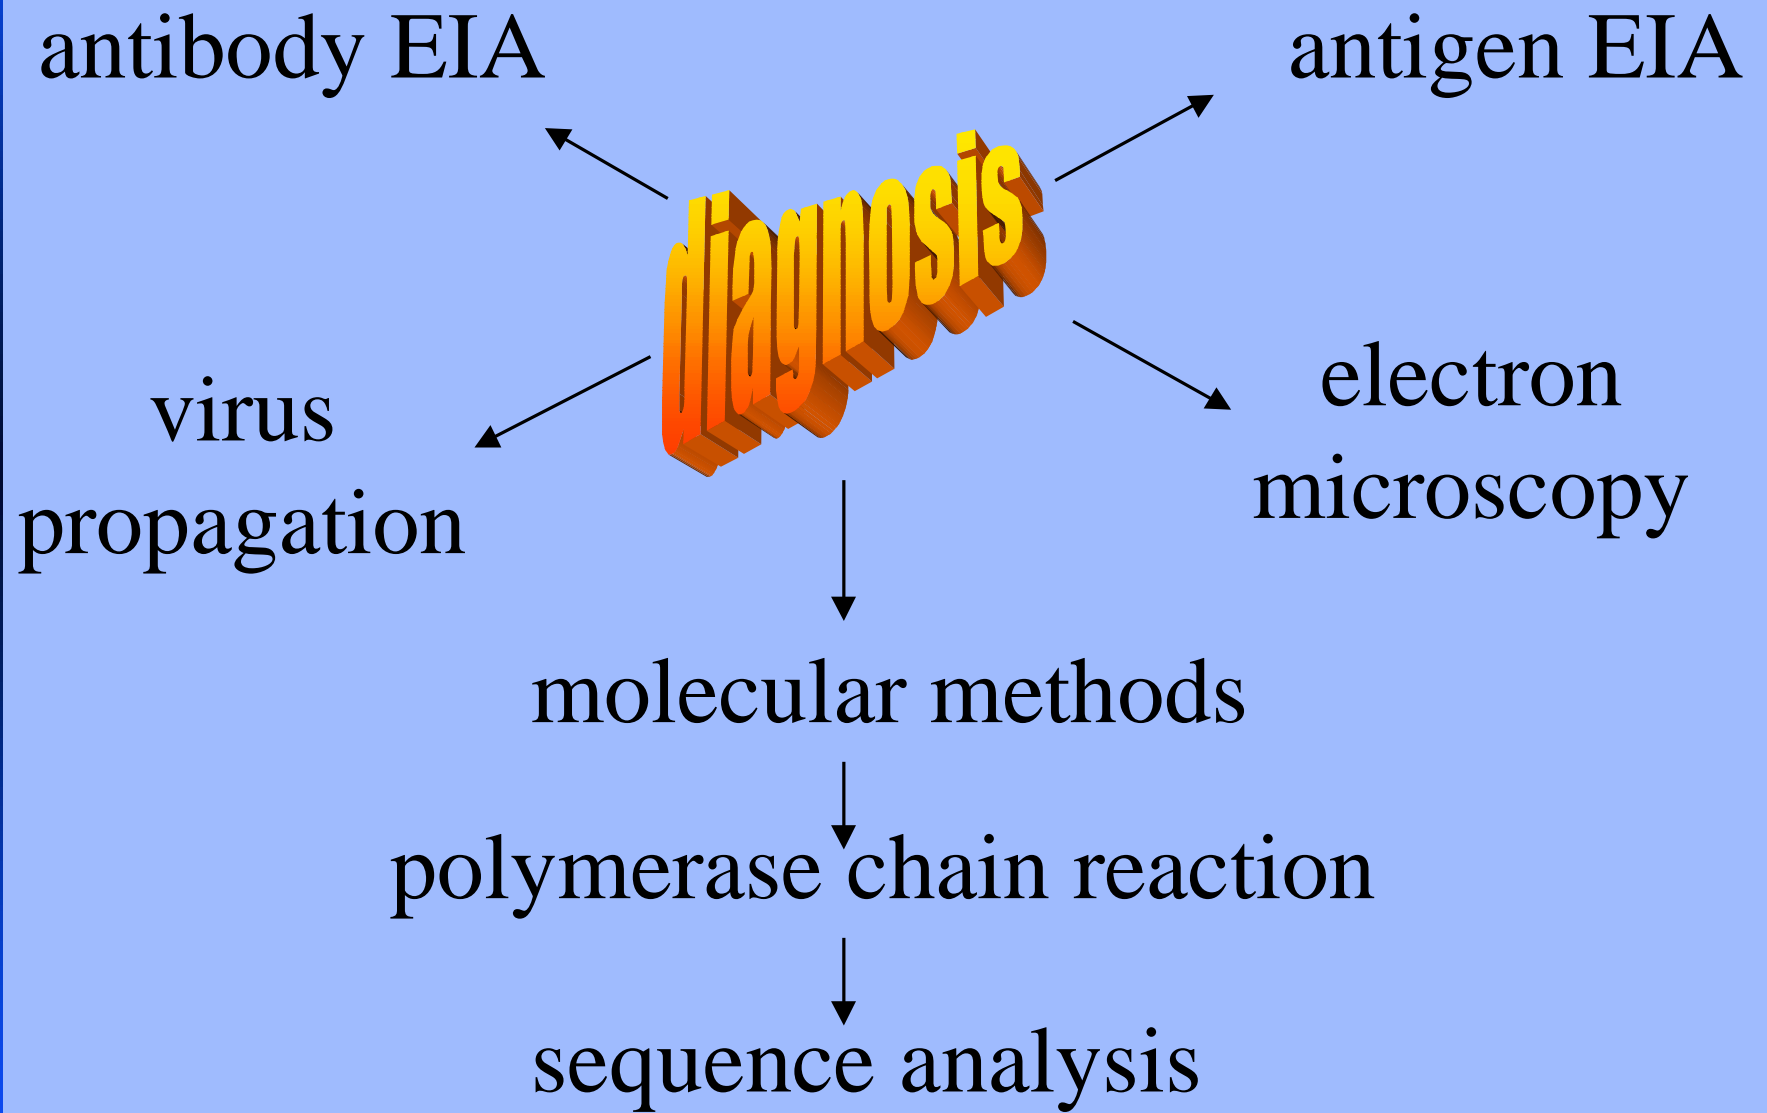 antibody EIA
antigen EIA
diagnosis
virus
propagation
electron
microscopy
molecular methods
polymerase chain reaction
sequence analysis